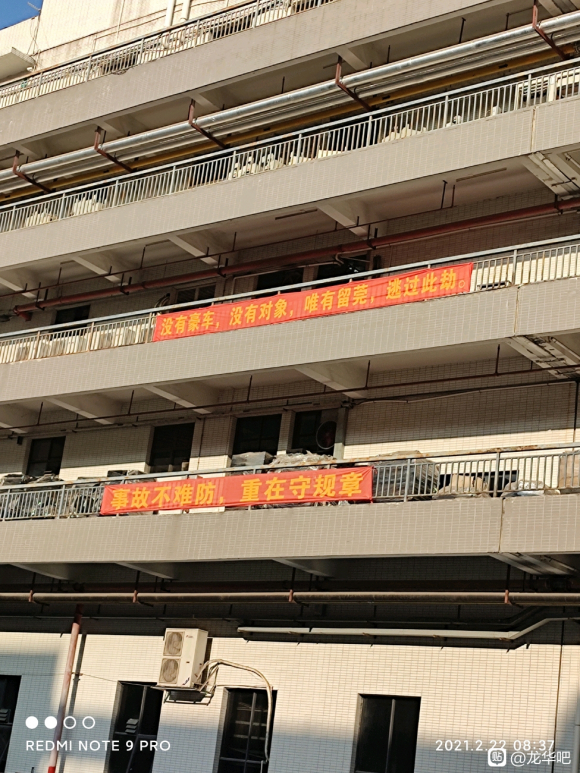 没有豪车，没有对象，唯有留莞，逃过此劫。
事故不难防，重在守规章
REDMI NOTE 9 PRO
2021.2.22 08:37
贴 @龙华吧